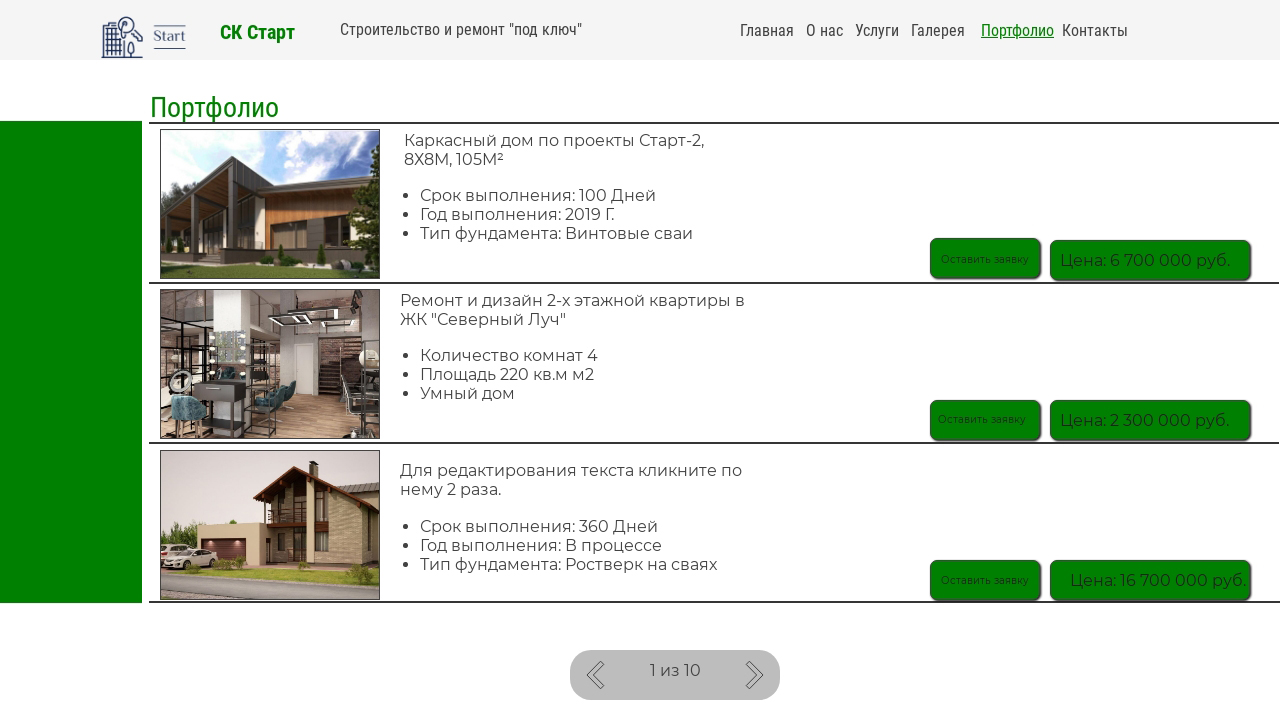 Start
СК Старт
Строительство и ремонт "под ключ"
Главная
О нас
Услуги
Галерея
Портфолио
Контакты
Портфолио
Каркасный дом по проекты Старт-2,
8Х8М, 105М²
Срок выполнения: 100 Дней
Год выполнения: 2019 Г.
Тип фундамента: Винтовые сваи
Оставить заявку
Цена: 6 700 000 руб.
Ремонт и дизайн 2-х этажной квартиры в
ЖК "Северный Луч"
Количество комнат 4
Площадь 220 кв.м м2
Умный дом
Оставить заявку
Цена: 2 300 000 руб.
Для редактирования текста кликните по
нему 2 раза.
Срок выполнения: 360 Дней
Год выполнения: В процессе
Тип фундамента: Ростверк на сваях
Оставить заявку
Цена: 16 700 000 руб.
1 из 10